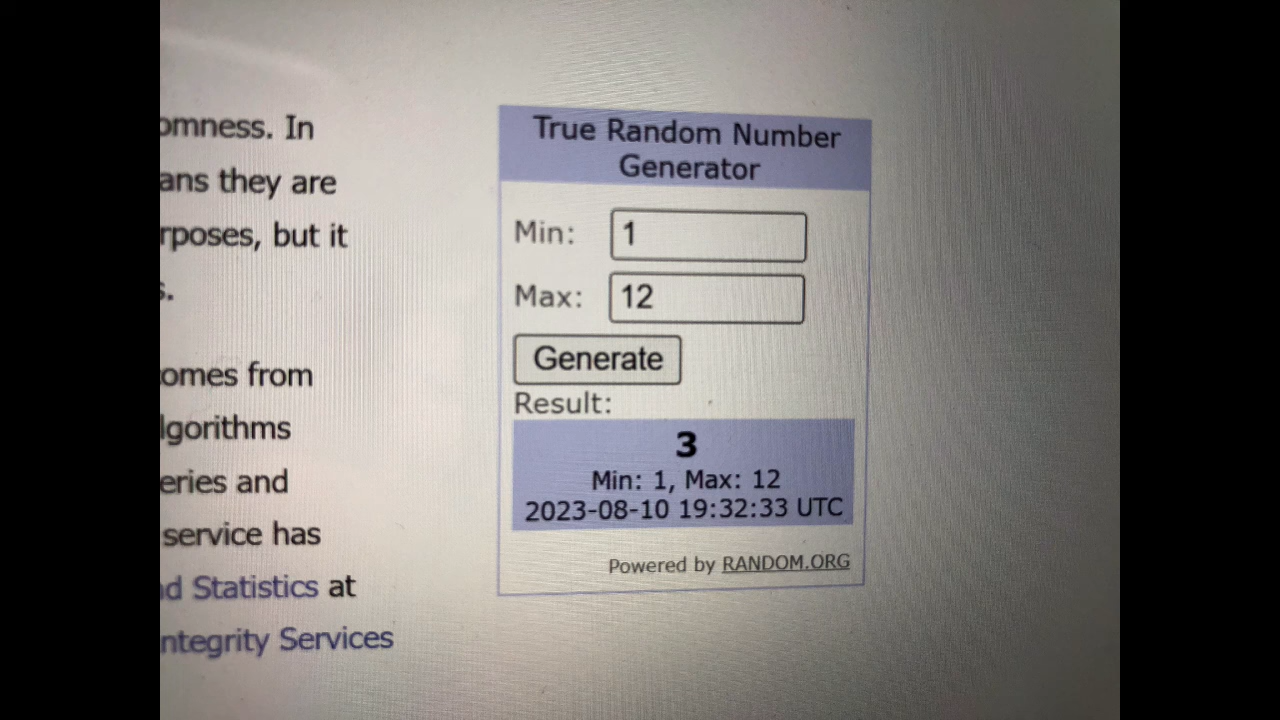 omness. In
ans they are
rposes, but it
s.
omes from
lgorithms
eries and
service has
d Statistics at
ntegrity Services
True Random Number
Generator
Min: 1
Max: 12
Generate
Result:
3
Min: 1, Max: 12
2023-08-10 19:32:33 UTC
Powered by RANDOM.ORG